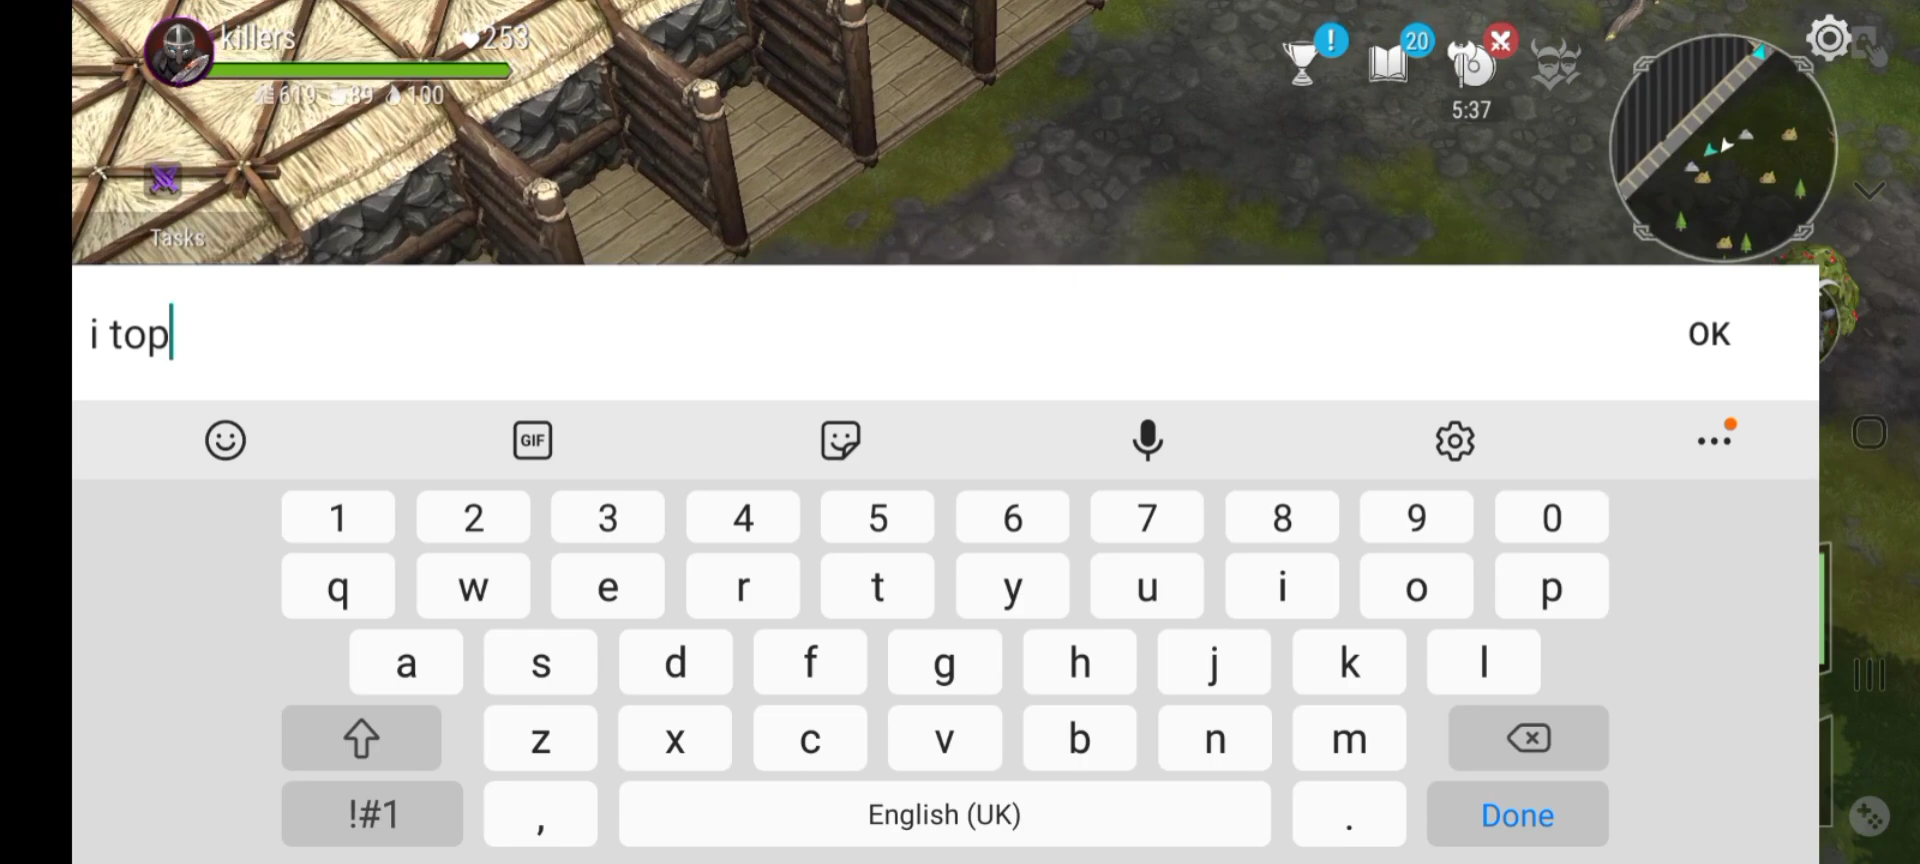 killers
253
619 89 100
!
20
5:37
Tasks
i top
OK
GIF
1 2 3 4 5 6 7 8 9 0
q w e r t y u i o p
a s d f g h j k l
z x c v b n m
!#1 , English (UK) . Done